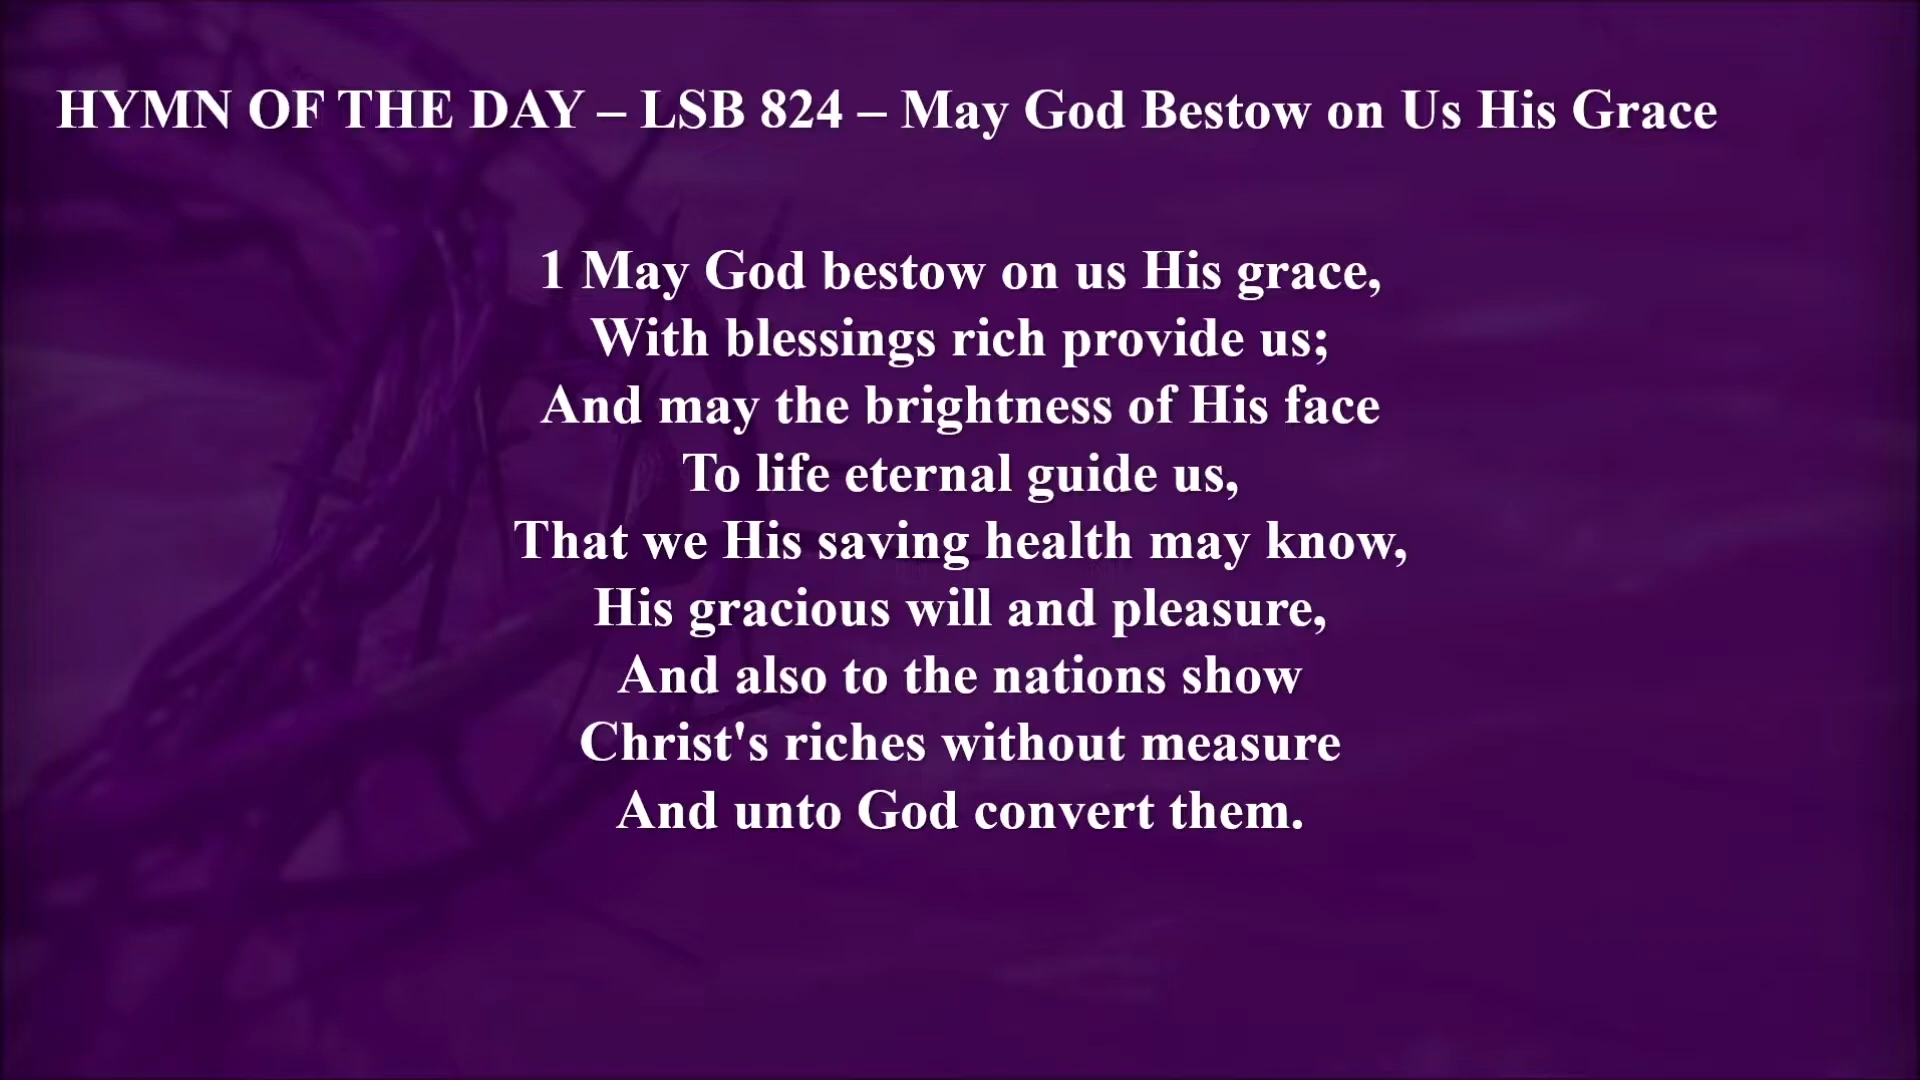 HYMN OF THE DAY – LSB 824 – May God Bestow on Us His Grace
1 May God bestow on us His grace,
With blessings rich provide us;
And may the brightness of His face
To life eternal guide us,
That we His saving health may know,
His gracious will and pleasure,
And also to the nations show
Christ's riches without measure
And unto God convert them.